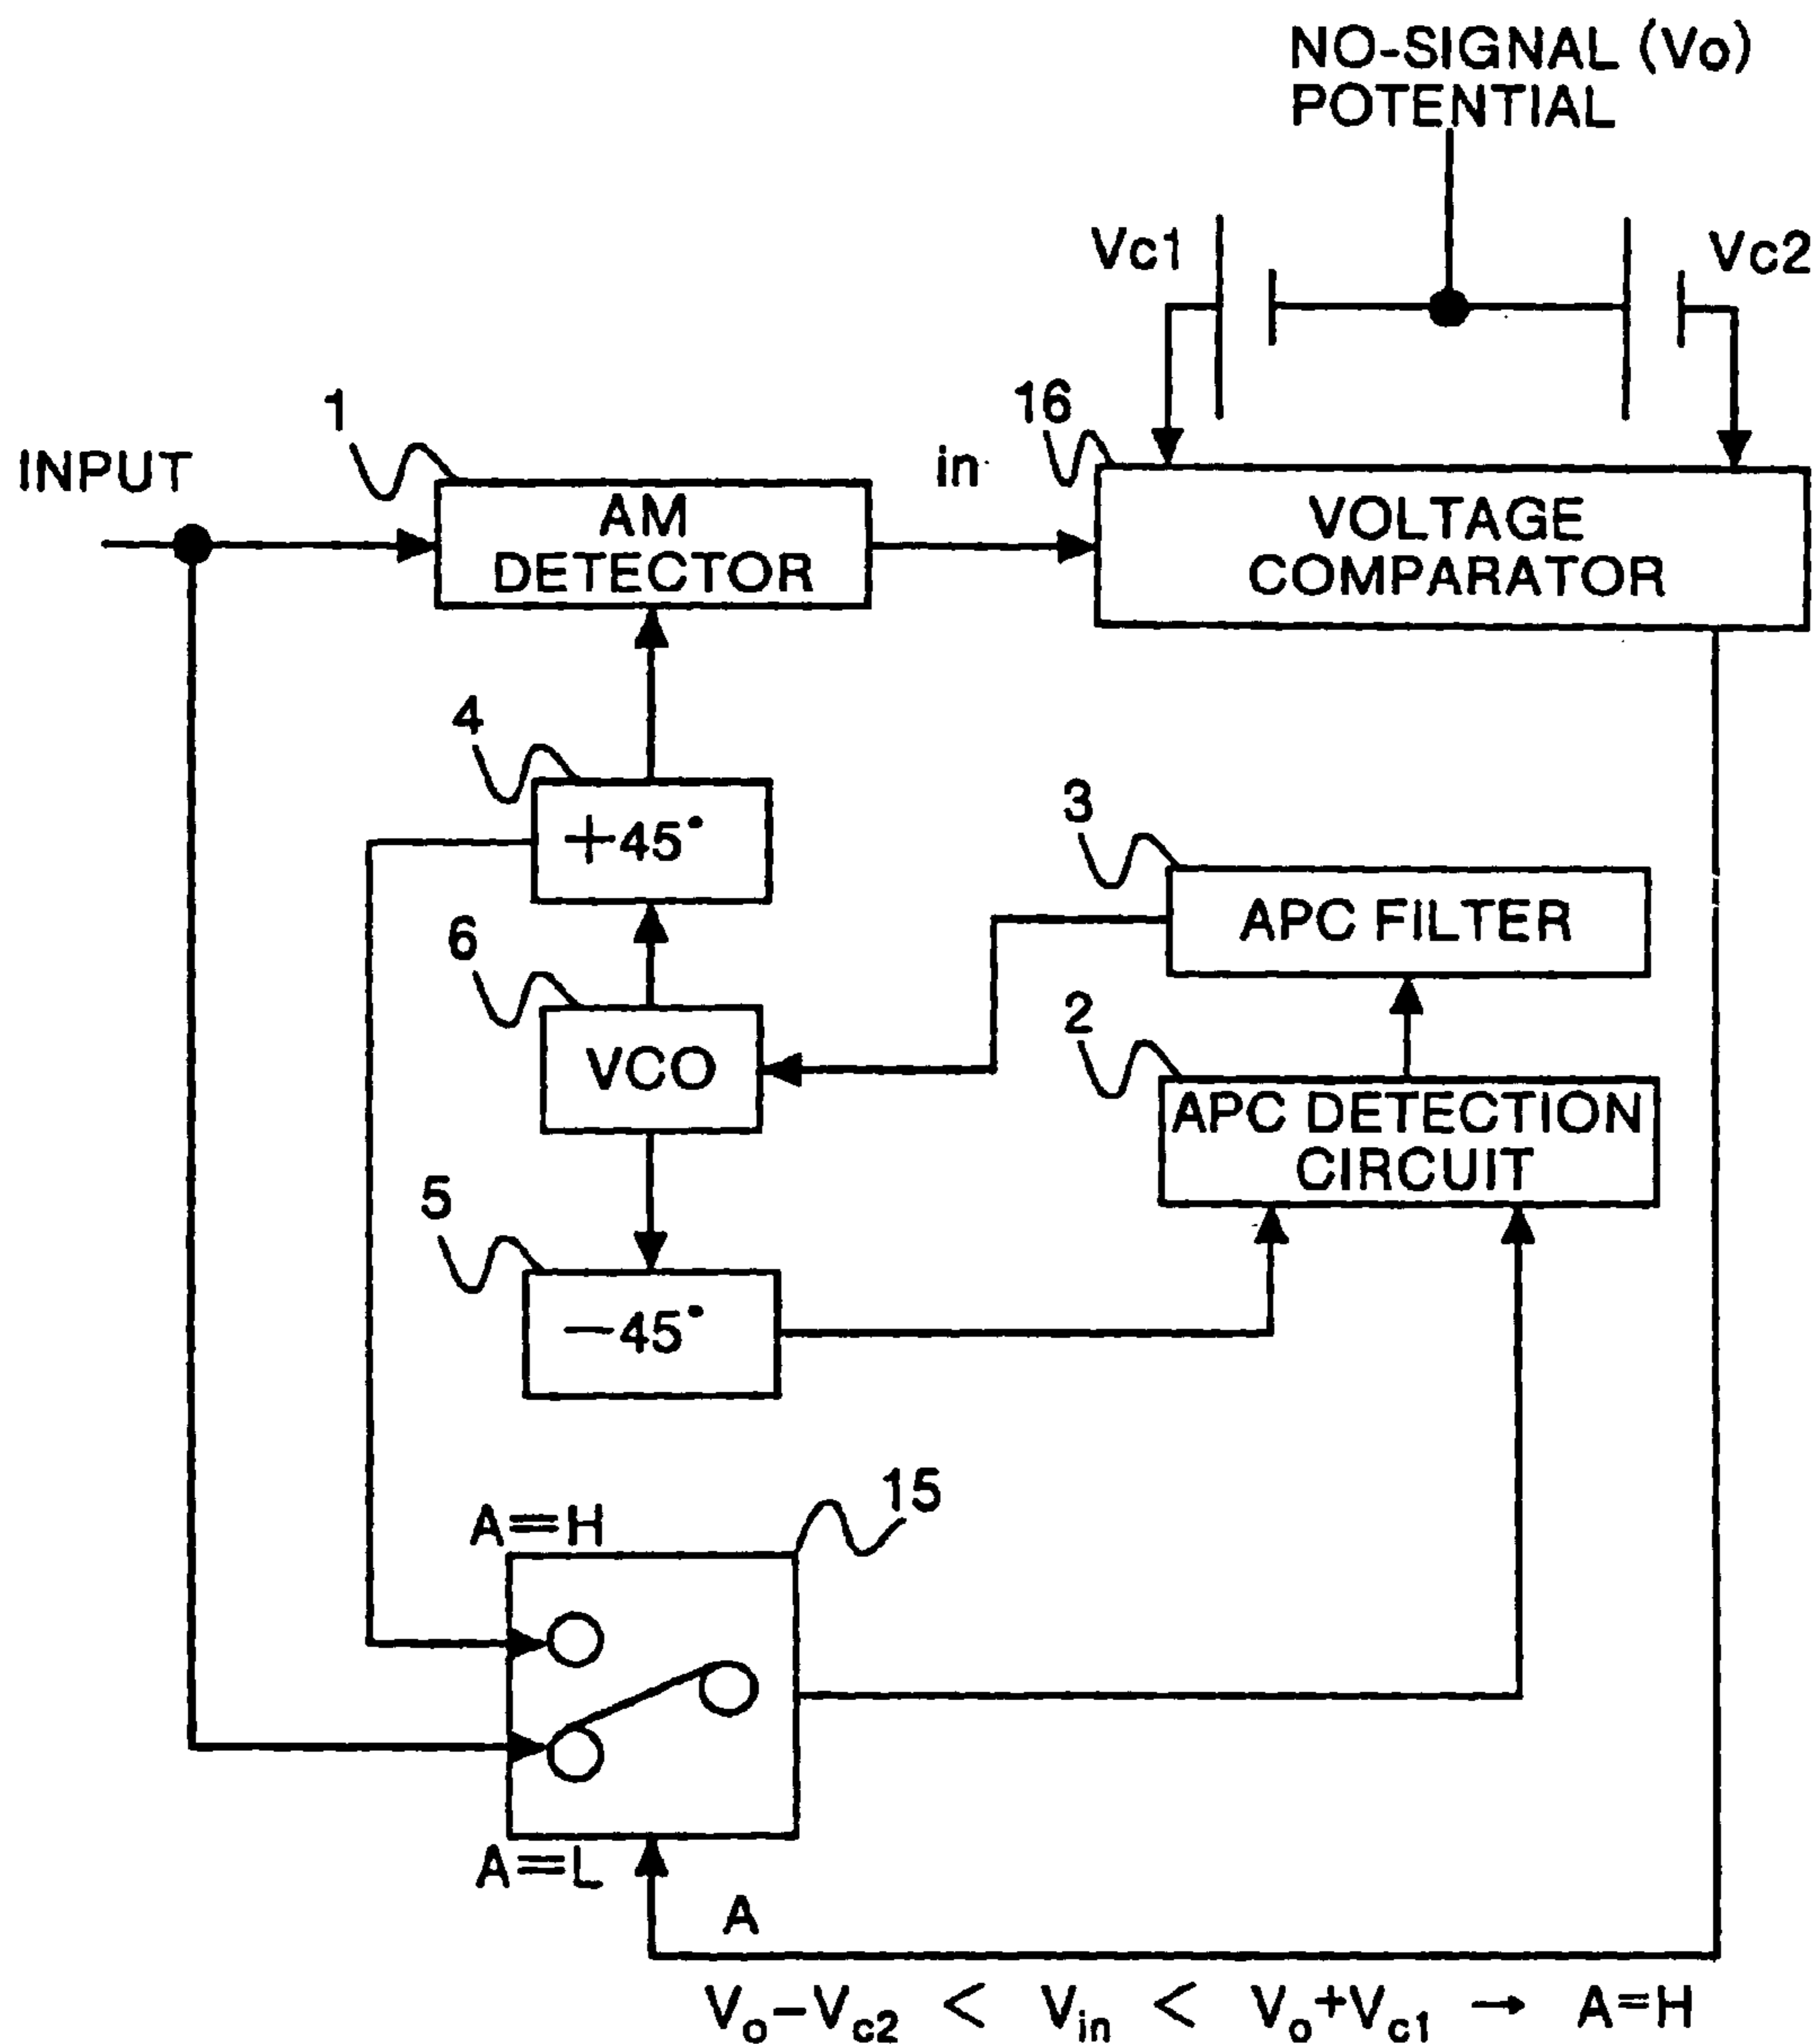 NO-SIGNAL (Vo)
POTENTIAL
Vc1
Vc2
1
16
INPUT
in
AM
DETECTOR
VOLTAGE
COMPARATOR
4
+45°
3
APC FILTER
6
VCO
2
APC DETECTION
CIRCUIT
5
-45°
15
A=H
A=L
A
Vo-Vc2 < Vin < Vo+Vc1 → A=H